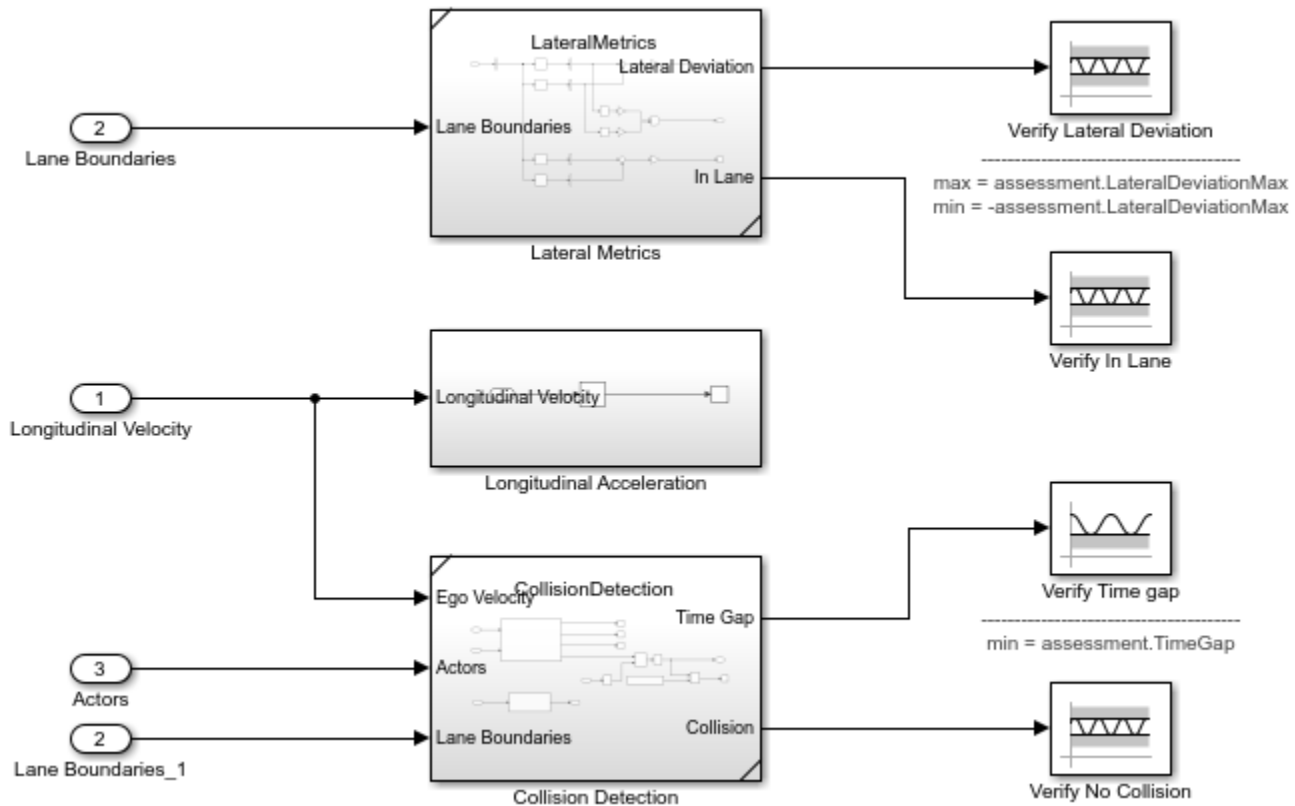 LateralMetrics
Lateral Deviation
2
Lane Boundaries
Lane Boundaries
In Lane
Lateral Metrics
Verify Lateral Deviation
max = assessment.LateralDeviationMax
min = -assessment.LateralDeviationMax
Verify In Lane
1
Longitudinal Velocity
Longitudinal Velocity
Longitudinal Acceleration
CollisionDetection
Ego Velocity
Time Gap
3
Actors
Actors
2
Lane Boundaries_1
Lane Boundaries
Collision
Collision Detection
Verify Time gap
min = assessment.TimeGap
Verify No Collision